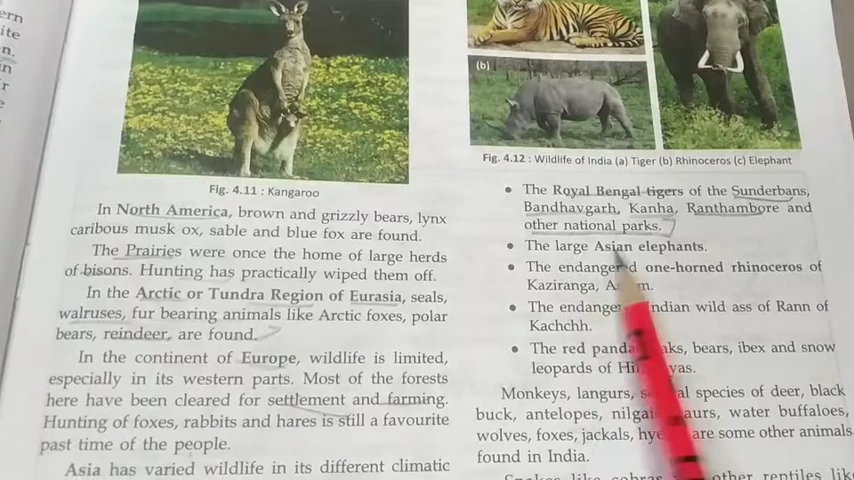 ern
ite
n.
n
r
e
Fig. 4.11 : Kangaroo
In North America, brown and grizzly bears, lynx
caribous musk ox, sable and blue fox are found.
The Prairies were once the home of large herds
of bisons. Hunting has practically wiped them off.
In the Arctic or Tundra Region of Eurasia, seals,
walruses, fur bearing animals like Arctic foxes, polar
bears, reindeer, are found.
In the continent of Europe, wildlife is limited,
especially in its western parts. Most of the forests
here have been cleared for settlement and farming.
Hunting of foxes, rabbits and hares is still a favourite
past time of the people.
Asia has varied wildlife in its different climatic
(b)
Fig. 4.12 : Wildlife of India (a) Tiger (b) Rhinoceros (c) Elephant
• The Royal Bengal tigers of the Sunderbans,
Bandhavgarh, Kanha, Ranthambore and
other national parks.
• The large Asian elephants.
• The endangered one-horned rhinoceros of
Kaziranga,
• The Indian wild ass of Rann of
Kachchh.
• The red bears, ibex and snow
leopards of
Monkeys, langurs, species of deer, black
buck, antelopes, water buffaloes,
wolves, foxes, jackals, are some other animals
found in India.
Snakes like cobras other reptiles like